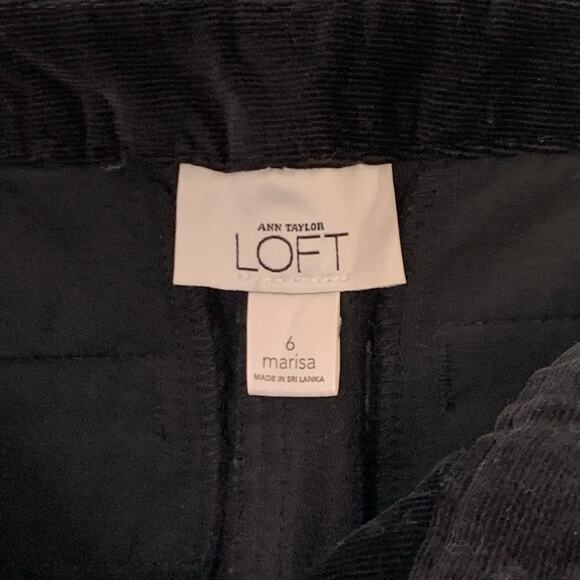 ANN TAYLOR
LOFT
6
marisa
MADE IN SRI LANKA